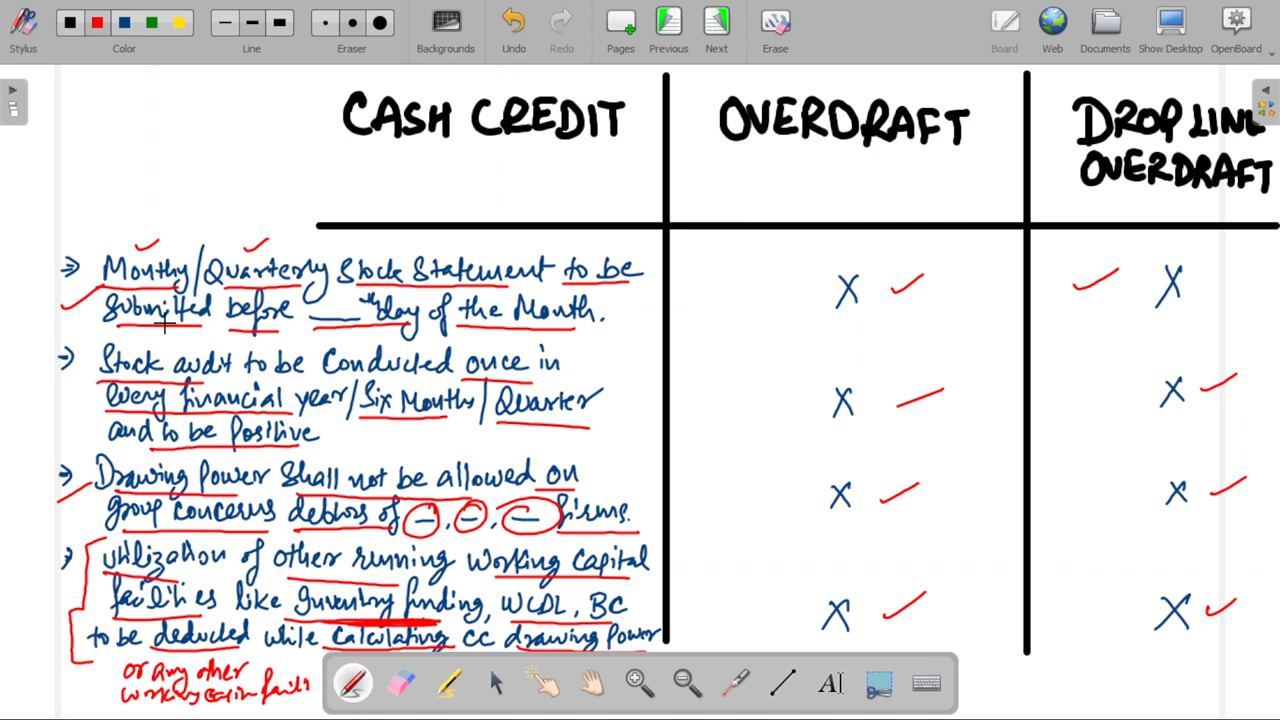 Stylus
Color
Line
Eraser
Backgrounds
Undo
Redo
Pages
Previous
Next
Erase
Board
Web
Documents
Show Desktop
OpenBoard
CASH CREDIT
OVERDRAFT
DROP LINE
OVERDRAFT
→ Monthy/Quarterly Stock Statement to be
submitted before ___th day of the Month.
X
X
→ Stock audit to be Conducted once in
every financial year/Six Months/Quarter
and to be Positive
X
X
→ Drawing Power Shall not be allowed on
group concerns debtors of —, —, — firms.
X
X
→ utilization of other running working Capital
facilities like Inventory funding, WCDL, BC
to be deducted while calculating CC drawing power
X
X
or any other